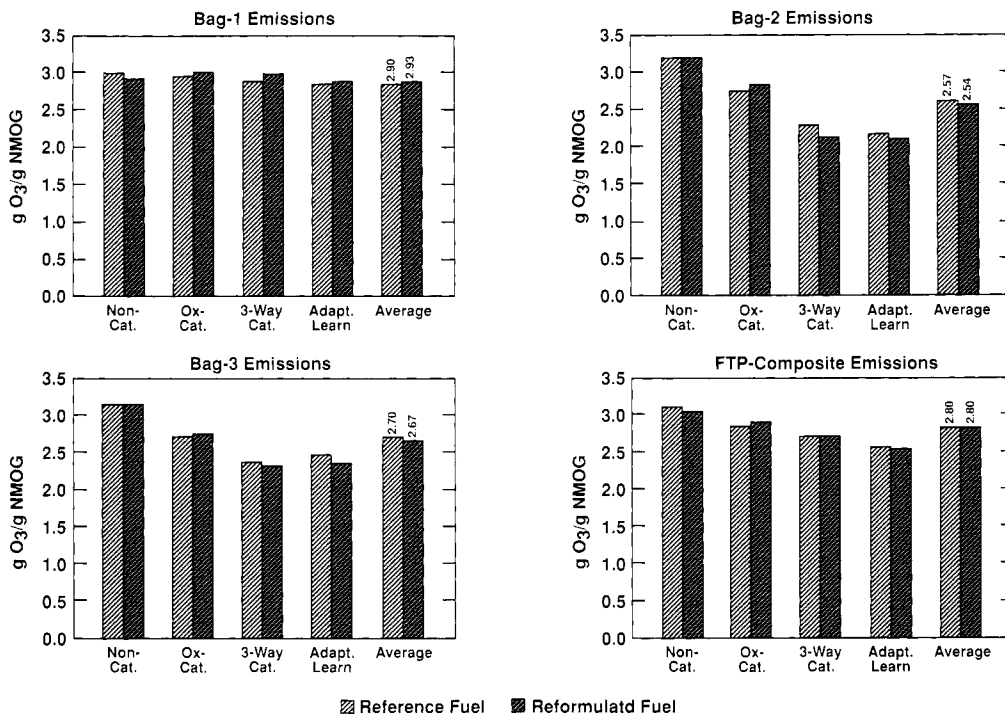 Bag-1 Emissions
g O3/g NMOG
3.5
3.0
2.5
2.0
1.5
1.0
0.5
0.0
2.90
2.93
Non-Cat.
Ox-Cat.
3-Way Cat.
Adapt. Learn
Average
Bag-2 Emissions
g O3/g NMOG
3.5
3.0
2.5
2.0
1.5
1.0
0.5
0.0
2.57
2.54
Non-Cat.
Ox-Cat.
3-Way Cat.
Adapt. Learn
Average
Bag-3 Emissions
g O3/g NMOG
3.5
3.0
2.5
2.0
1.5
1.0
0.5
0.0
2.70
2.67
Non-Cat.
Ox-Cat.
3-Way Cat.
Adapt. Learn
Average
FTP-Composite Emissions
g O3/g NMOG
3.5
3.0
2.5
2.0
1.5
1.0
0.5
0.0
2.80
2.80
Non-Cat.
Ox-Cat.
3-Way Cat.
Adapt. Learn
Average
Reference Fuel
Reformulatd Fuel